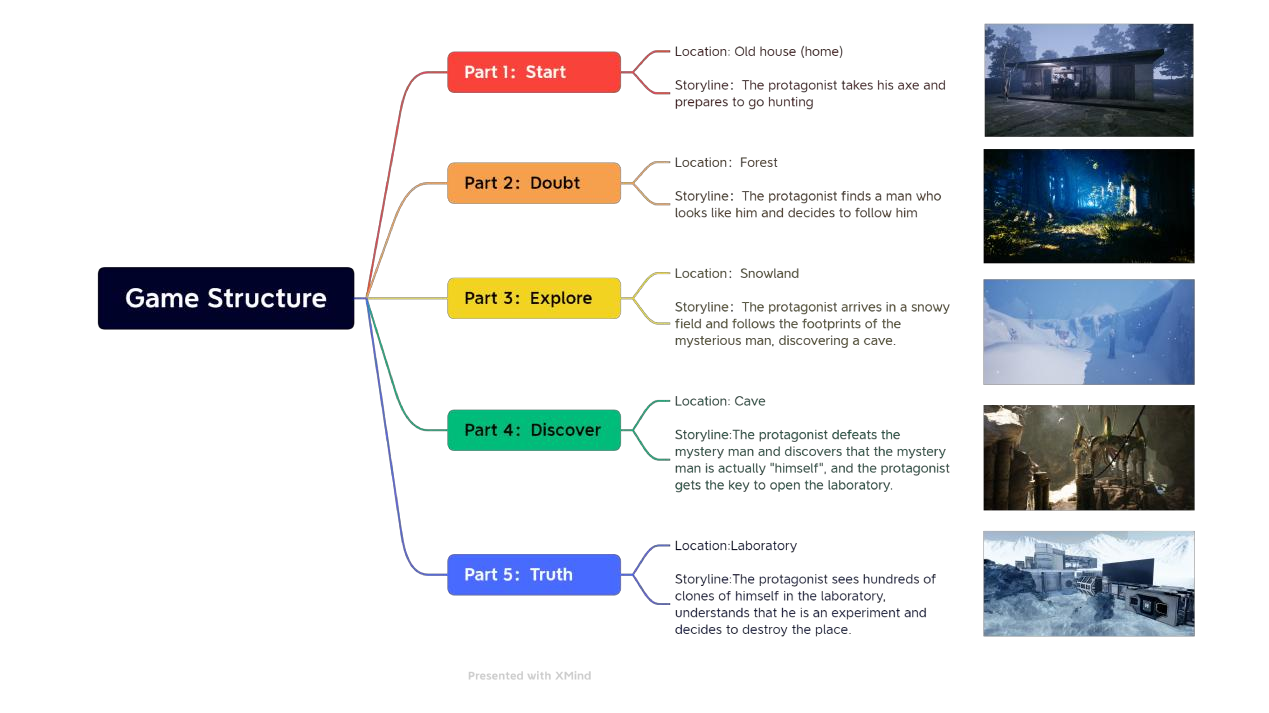 Game Structure
Part 1：Start
Location: Old house (home)
Storyline：The protagonist takes his axe and
prepares to go hunting
Part 2：Doubt
Location：Forest
Storyline：The protagonist finds a man who
looks like him and decides to follow him
Part 3：Explore
Location：Snowland
Storyline：The protagonist arrives in a snowy
field and follows the footprints of the
mysterious man, discovering a cave.
Part 4：Discover
Location: Cave
Storyline:The protagonist defeats the
mystery man and discovers that the mystery
man is actually "himself", and the protagonist
gets the key to open the laboratory.
Part 5：Truth
Location:Laboratory
Storyline:The protagonist sees hundreds of
clones of himself in the laboratory,
understands that he is an experiment and
decides to destroy the place.
Presented with XMind